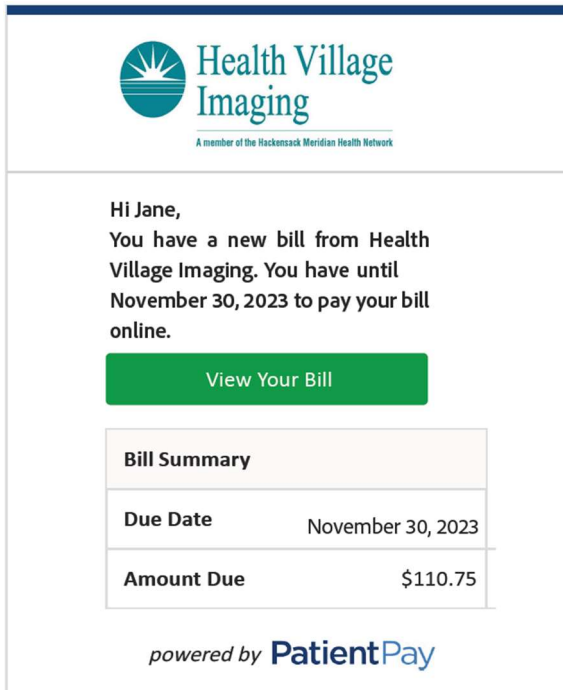 Health Village
Imaging
A member of the Hackensack Meridian Health Network
Hi Jane,
You have a new bill from Health
Village Imaging. You have until
November 30, 2023 to pay your bill
online.
View Your Bill
Bill Summary
Due Date November 30, 2023
Amount Due $110.75
powered by PatientPay